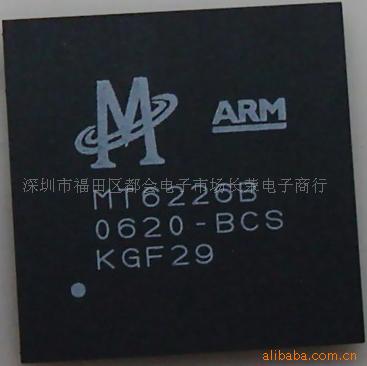 M
ARM
深圳市福田区都会电子市场长荣电子商行
MT6226B
0620-BCS
KGF29
alibaba.com.cn